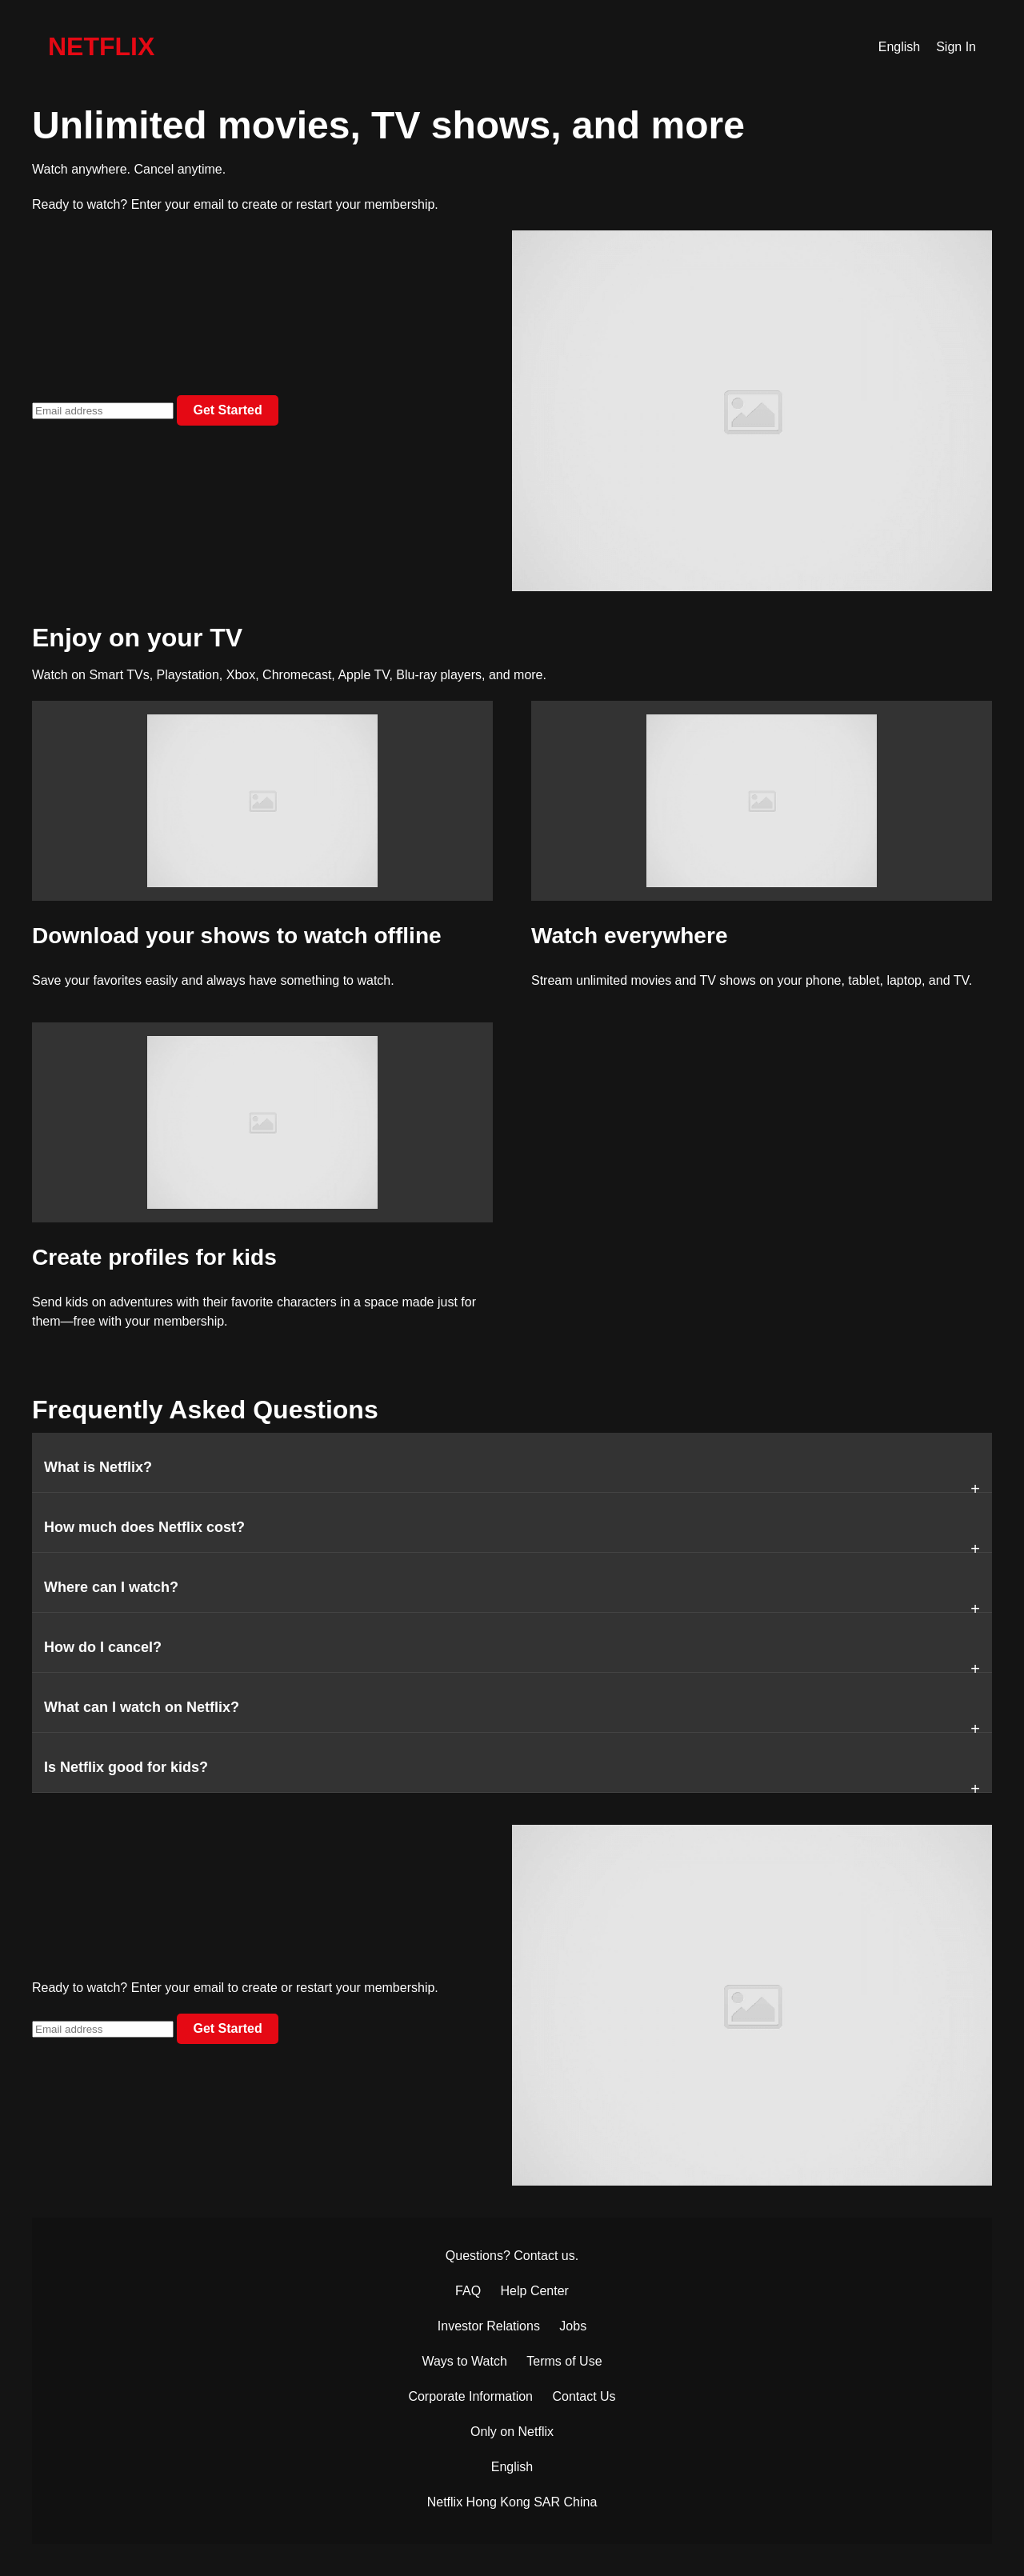 NETFLIX
English Sign In
Unlimited movies, TV shows, and more
Watch anywhere. Cancel anytime.
Ready to watch? Enter your email to create or restart your membership.
Email address Get Started
Enjoy on your TV
Watch on Smart TVs, Playstation, Xbox, Chromecast, Apple TV, Blu-ray players, and more.
Download your shows to watch offline
Save your favorites easily and always have something to watch.
Watch everywhere
Stream unlimited movies and TV shows on your phone, tablet, laptop, and TV.
Create profiles for kids
Send kids on adventures with their favorite characters in a space made just for
them—free with your membership.
Frequently Asked Questions
What is Netflix?
+
How much does Netflix cost?
+
Where can I watch?
+
How do I cancel?
+
What can I watch on Netflix?
+
Is Netflix good for kids?
+
Ready to watch? Enter your email to create or restart your membership.
Email address Get Started
Questions? Contact us.
FAQ Help Center
Investor Relations Jobs
Ways to Watch Terms of Use
Corporate Information Contact Us
Only on Netflix
English
Netflix Hong Kong SAR China